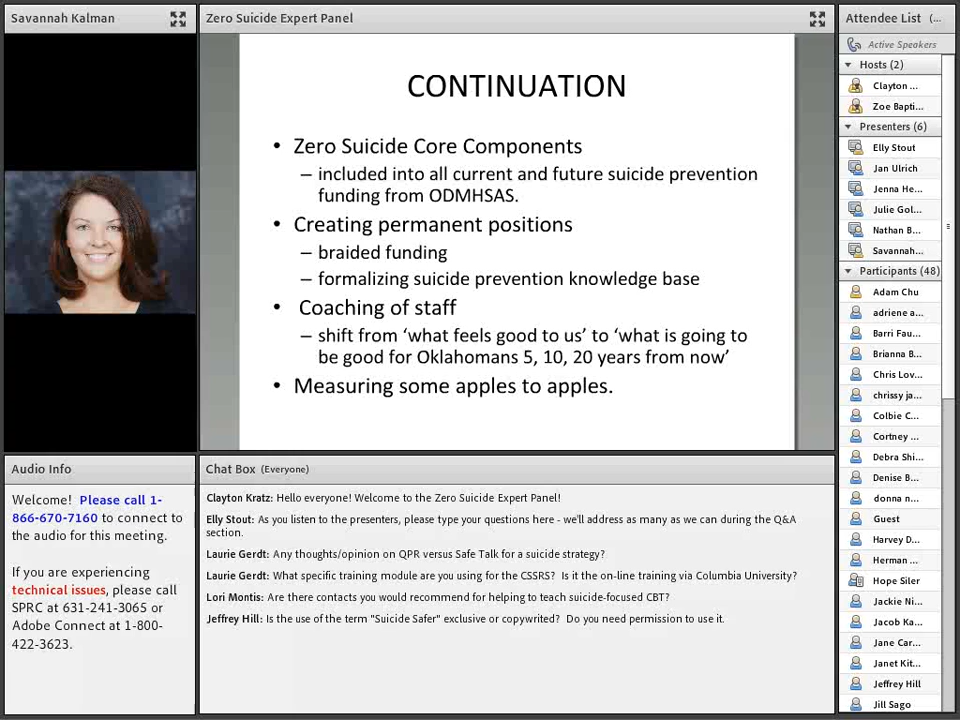 Savannah Kalman
Zero Suicide Expert Panel
CONTINUATION
• Zero Suicide Core Components
– included into all current and future suicide prevention
funding from ODMHSAS.
• Creating permanent positions
– braided funding
– formalizing suicide prevention knowledge base
• Coaching of staff
– shift from ‘what feels good to us’ to ‘what is going to
be good for Oklahomans 5, 10, 20 years from now’
• Measuring some apples to apples.
Audio Info
Welcome! Please call 1-
866-670-7160 to connect to
the audio for this meeting.
If you are experiencing
technical issues, please call
SPRC at 631-241-3065 or
Adobe Connect at 1-800-
422-3623.
Chat Box (Everyone)
Clayton Kratz: Hello everyone! Welcome to the Zero Suicide Expert Panel!
Elly Stout: As you listen to the presenters, please type your questions here - we'll address as many as we can during the Q&A
section.
Laurie Gerdt: Any thoughts/opinion on QPR versus Safe Talk for a suicide strategy?
Laurie Gerdt: What specific training module are you using for the CSSRS? Is it the on-line training via Columbia University?
Lori Montis: Are there contacts you would recommend for helping to teach suicide-focused CBT?
Jeffrey Hill: Is the use of the term "Suicide Safer" exclusive or copywrited? Do you need permission to use it.
Attendee List (...
Active Speakers
Hosts (2)
Clayton ...
Zoe Bapti...
Presenters (6)
Elly Stout
Jan Ulrich
Jenna He...
Julie Gol...
Nathan B...
Savannah...
Participants (48)
Adam Chu
adriene a...
Barri Fau...
Brianna B...
Chris Lov...
chrissy ja...
Colbie C...
Cortney ...
Debra Shi...
Denise B...
donna n...
Guest
Harvey D...
Herman ...
Hope Siler
Jackie Ni...
Jacob Ka...
Jane Car...
Janet Kit...
Jeffrey Hill
Jill Sago